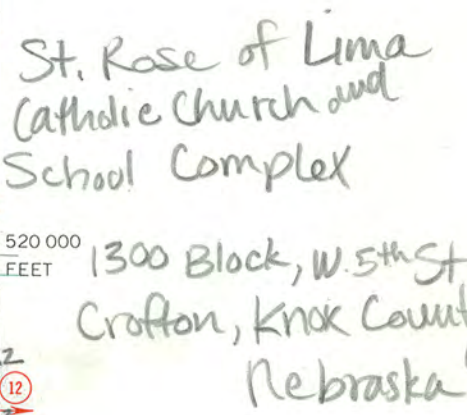 St. Rose of Lima
Catholic Church and
School Complex
520 000
FEET
1300 Block, W. 5th St
Crofton, Knox Count
Nebraska
12